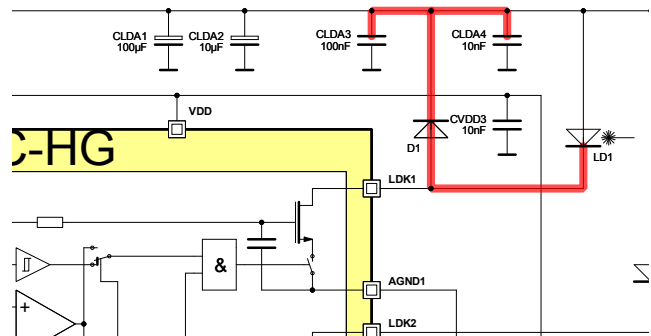 CLDA1
100µF
CLDA2
10µF
CLDA3
100nF
CLDA4
10nF
VDD
CVDD3
10nF
D1
LD1
C-HG
LDK1
&
AGND1
+
LDK2